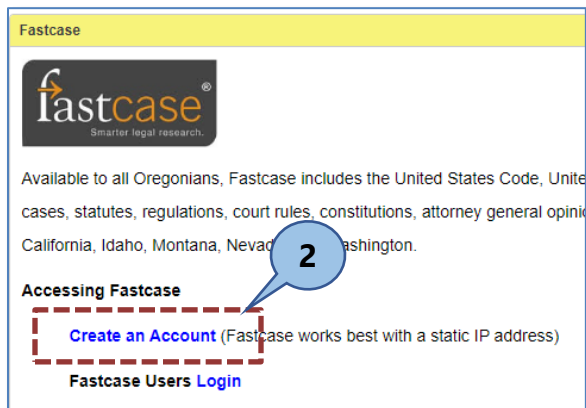 Fastcase
fastcase®
Smarter legal research.
Available to all Oregonians, Fastcase includes the United States Code, Unite
cases, statutes, regulations, court rules, constitutions, attorney general opini
California, Idaho, Montana, Nevad ashington.
2
Accessing Fastcase
Create an Account (Fastcase works best with a static IP address)
Fastcase Users Login